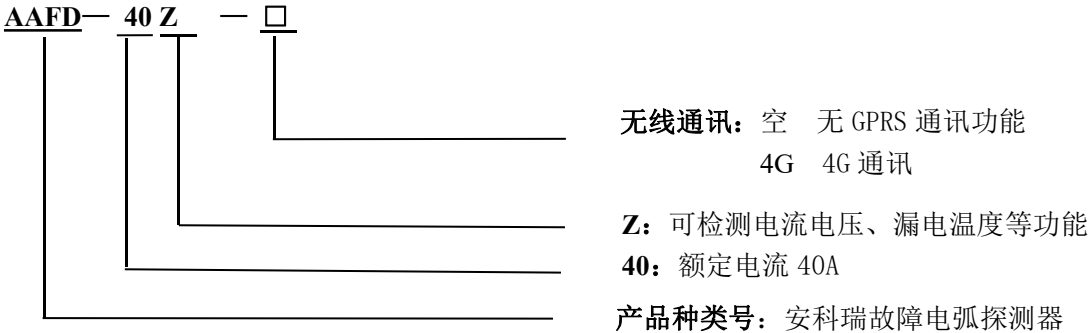 AAFD— 40 Z — □
无线通讯：空 无 GPRS 通讯功能
4G 4G 通讯
Z：可检测电流电压、漏电温度等功能
40：额定电流 40A
产品种类号：安科瑞故障电弧探测器